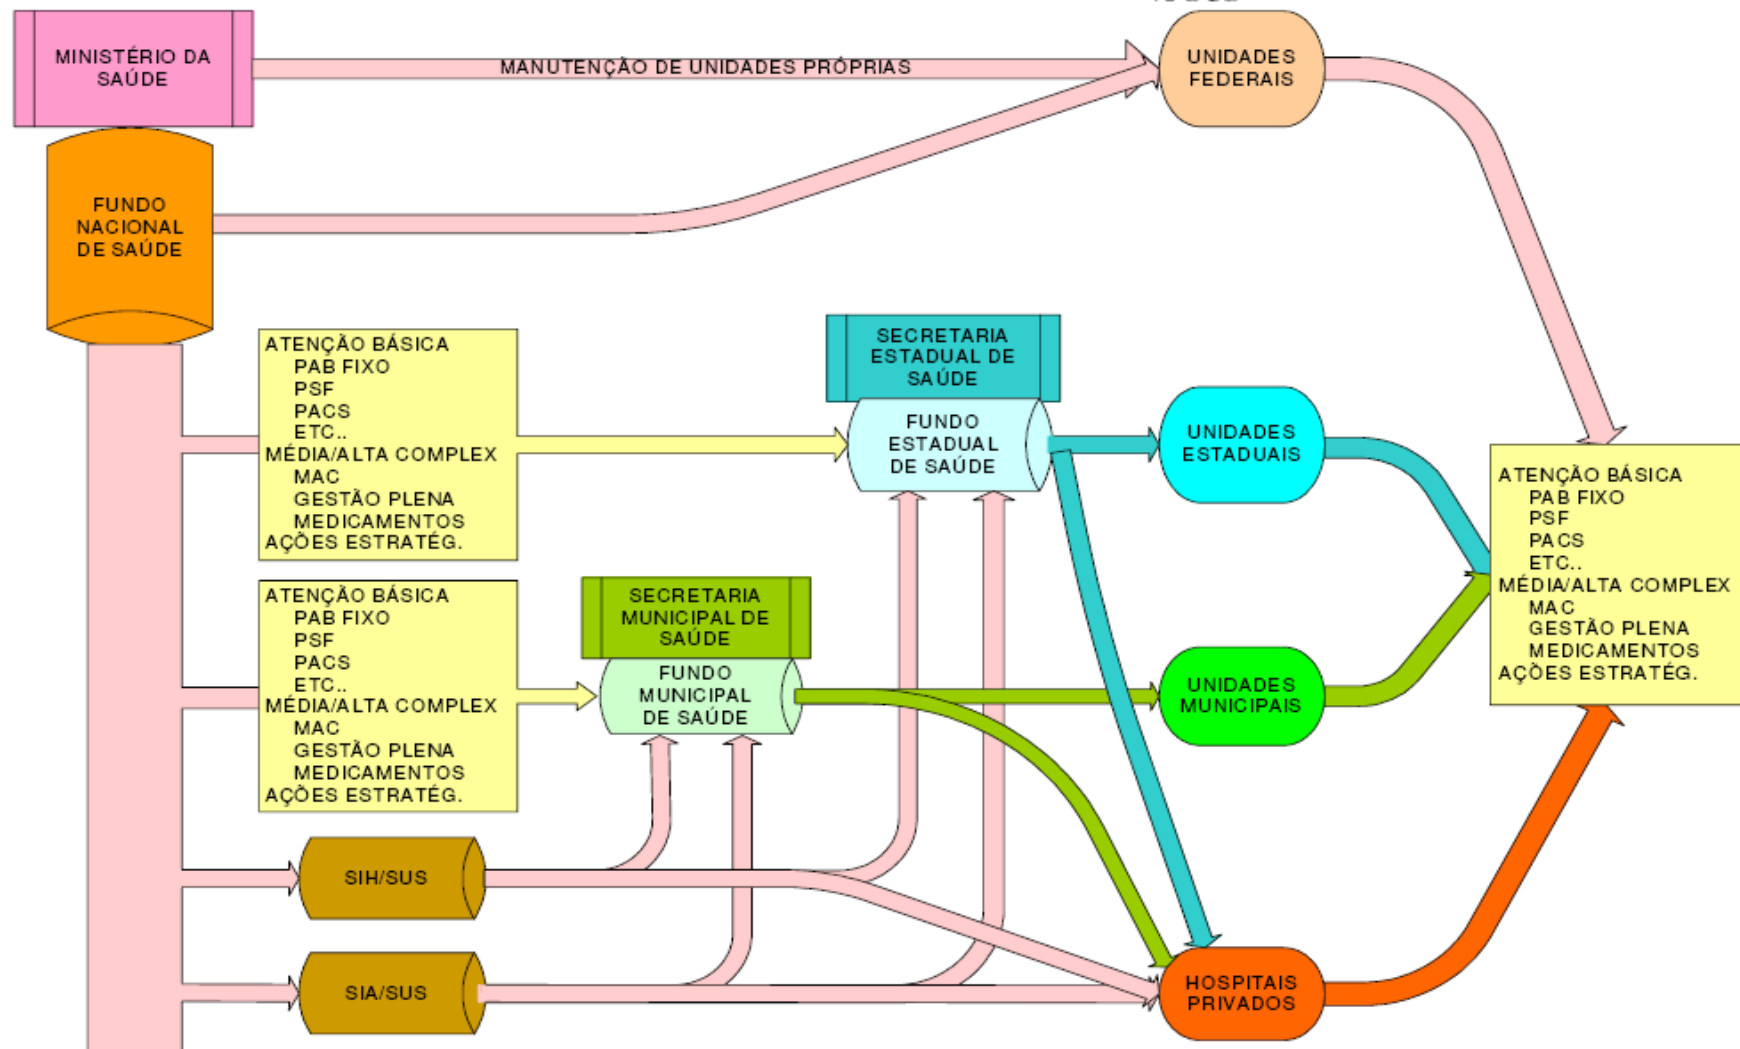 MINISTÉRIO DA
SAÚDE
MANUTENÇÃO DE UNIDADES PRÓPRIAS
UNIDADES
FEDERAIS
FUNDO
NACIONAL
DE SAÚDE
ATENÇÃO BÁSICA
PAB FIXO
PSF
PACS
ETC..
MÉDIA/ALTA COMPLEX
MAC
GESTÃO PLENA
MEDICAMENTOS
AÇÕES ESTRATÉG.
SECRETARIA
ESTADUAL DE
SAÚDE
FUNDO
ESTADUAL
DE SAÚDE
UNIDADES
ESTADUAIS
ATENÇÃO BÁSICA
PAB FIXO
PSF
PACS
ETC..
MÉDIA/ALTA COMPLEX
MAC
GESTÃO PLENA
MEDICAMENTOS
AÇÕES ESTRATÉG.
ATENÇÃO BÁSICA
PAB FIXO
PSF
PACS
ETC..
MÉDIA/ALTA COMPLEX
MAC
GESTÃO PLENA
MEDICAMENTOS
AÇÕES ESTRATÉG.
SECRETARIA
MUNICIPAL DE
SAÚDE
FUNDO
MUNICIPAL
DE SAÚDE
UNIDADES
MUNICIPAIS
SIH/SUS
SIA/SUS
HOSPITAIS
PRIVADOS